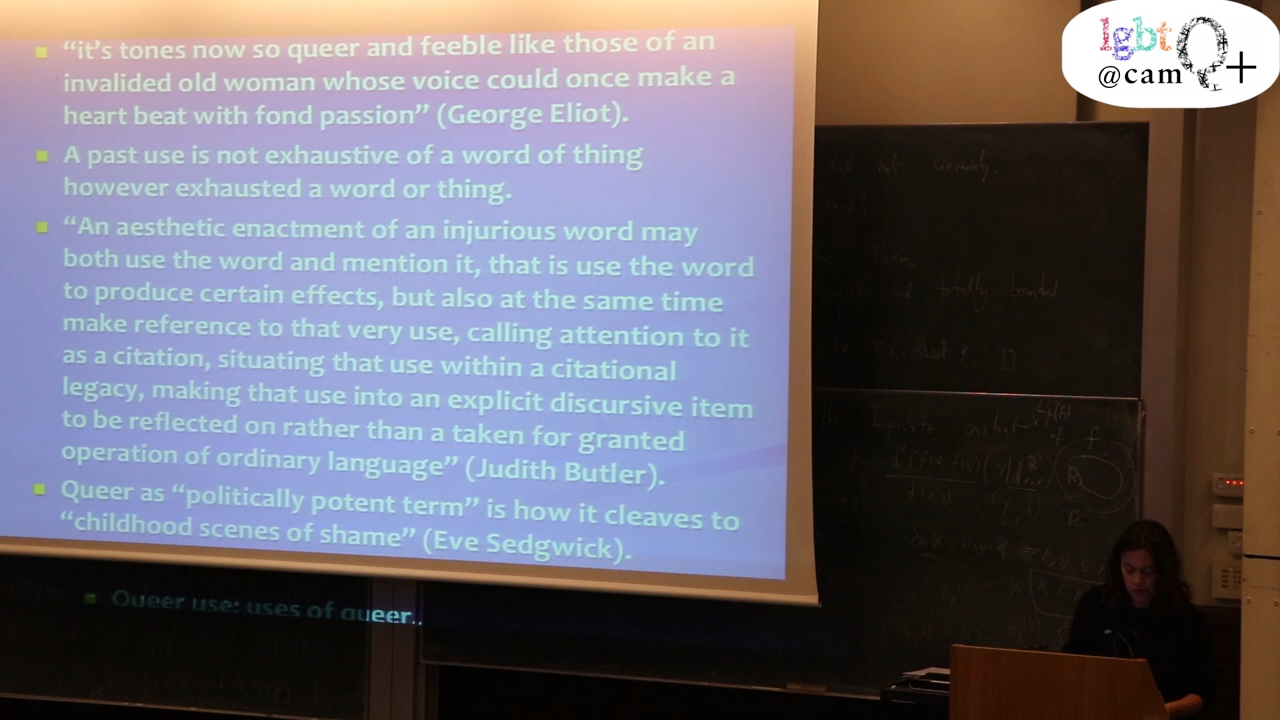 “it’s tones now so queer and feeble like those of an
invalided old woman whose voice could once make a
heart beat with fond passion” (George Eliot).
A past use is not exhaustive of a word of thing
however exhausted a word or thing.
“An aesthetic enactment of an injurious word may
both use the word and mention it, that is use the word
to produce certain effects, but also at the same time
make reference to that very use, calling attention to it
as a citation, situating that use within a citational
legacy, making that use into an explicit discursive item
to be reflected on rather than a taken for granted
operation of ordinary language” (Judith Butler).
Queer as “politically potent term” is how it cleaves to
“childhood scenes of shame” (Eve Sedgwick).
Queer use: uses of queer..
lgbt
@cam Q+
but not conversely.
totally bounded